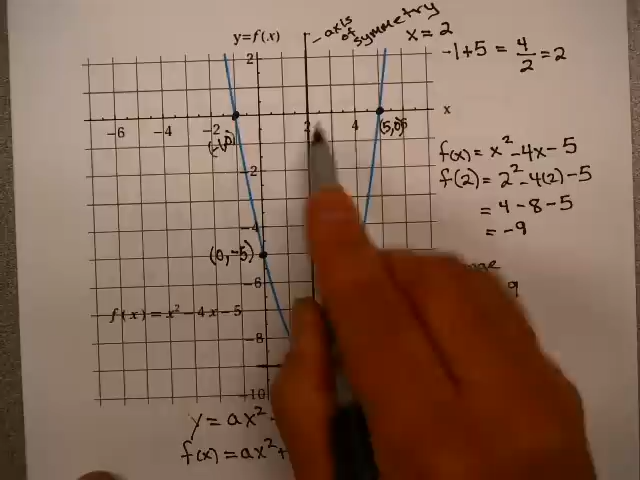 y=f(x)
axis
of
symmetry
x = 2
-1+5 = 4/2 = 2
2
x
-6
-4
-2
2
4
6
(-1,0)
(5,0)
f(x) = x² -4x -5
f(2) = 2² -4(2) -5
= 4 -8 -5
= -9
-2
-4
(0,-5)
9
f(x) = x² -4x -5
-8
-10
y = ax²
f(x) = ax² +